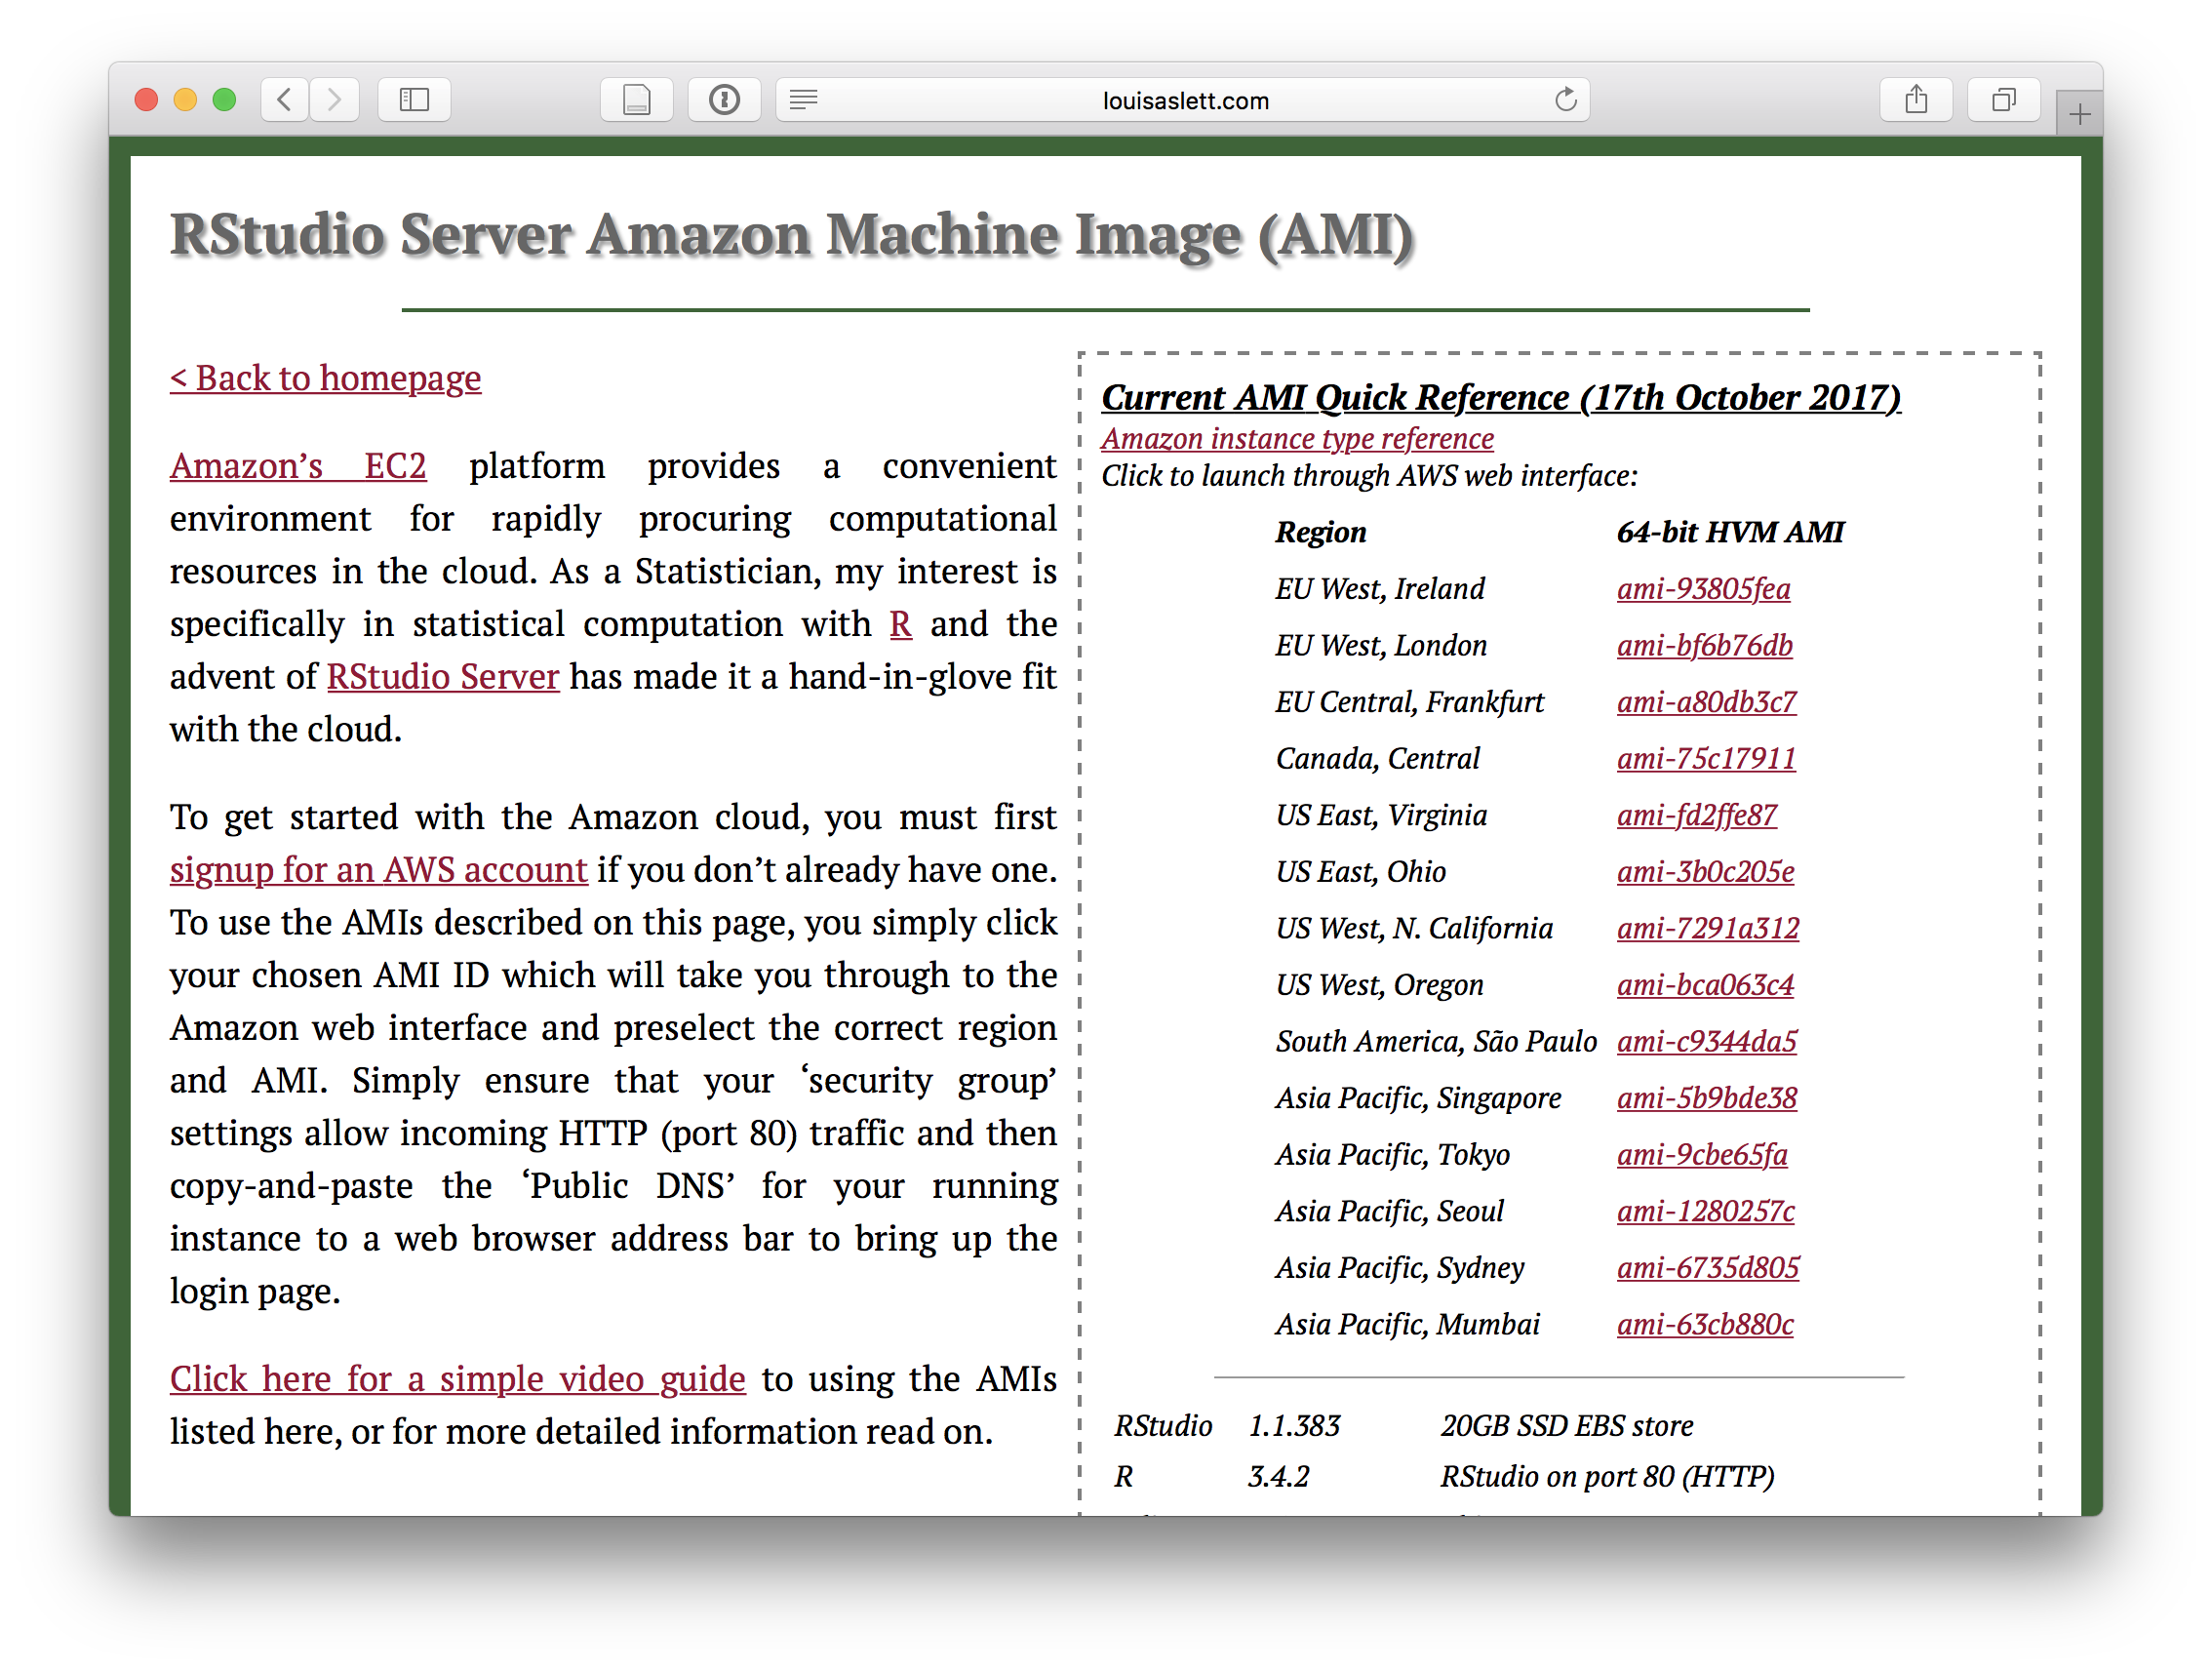 louisaslett.com
RStudio Server Amazon Machine Image (AMI)
< Back to homepage
Amazon’s EC2 platform provides a convenient
environment for rapidly procuring computational
resources in the cloud. As a Statistician, my interest is
specifically in statistical computation with R and the
advent of RStudio Server has made it a hand-in-glove fit
with the cloud.
To get started with the Amazon cloud, you must first
signup for an AWS account if you don’t already have one.
To use the AMIs described on this page, you simply click
your chosen AMI ID which will take you through to the
Amazon web interface and preselect the correct region
and AMI. Simply ensure that your ‘security group’
settings allow incoming HTTP (port 80) traffic and then
copy-and-paste the ‘Public DNS’ for your running
instance to a web browser address bar to bring up the
login page.
Click here for a simple video guide to using the AMIs
listed here, or for more detailed information read on.
Current AMI Quick Reference (17th October 2017)
Amazon instance type reference
Click to launch through AWS web interface:
Region 64-bit HVM AMI
EU West, Ireland ami-93805fea
EU West, London ami-bf6b76db
EU Central, Frankfurt ami-a80db3c7
Canada, Central ami-75c17911
US East, Virginia ami-fd2ffe87
US East, Ohio ami-3b0c205e
US West, N. California ami-7291a312
US West, Oregon ami-bca063c4
South America, São Paulo ami-c9344da5
Asia Pacific, Singapore ami-5b9bde38
Asia Pacific, Tokyo ami-9cbe65fa
Asia Pacific, Seoul ami-1280257c
Asia Pacific, Sydney ami-6735d805
Asia Pacific, Mumbai ami-63cb880c
RStudio 1.1.383 20GB SSD EBS store
R 3.4.2 RStudio on port 80 (HTTP)